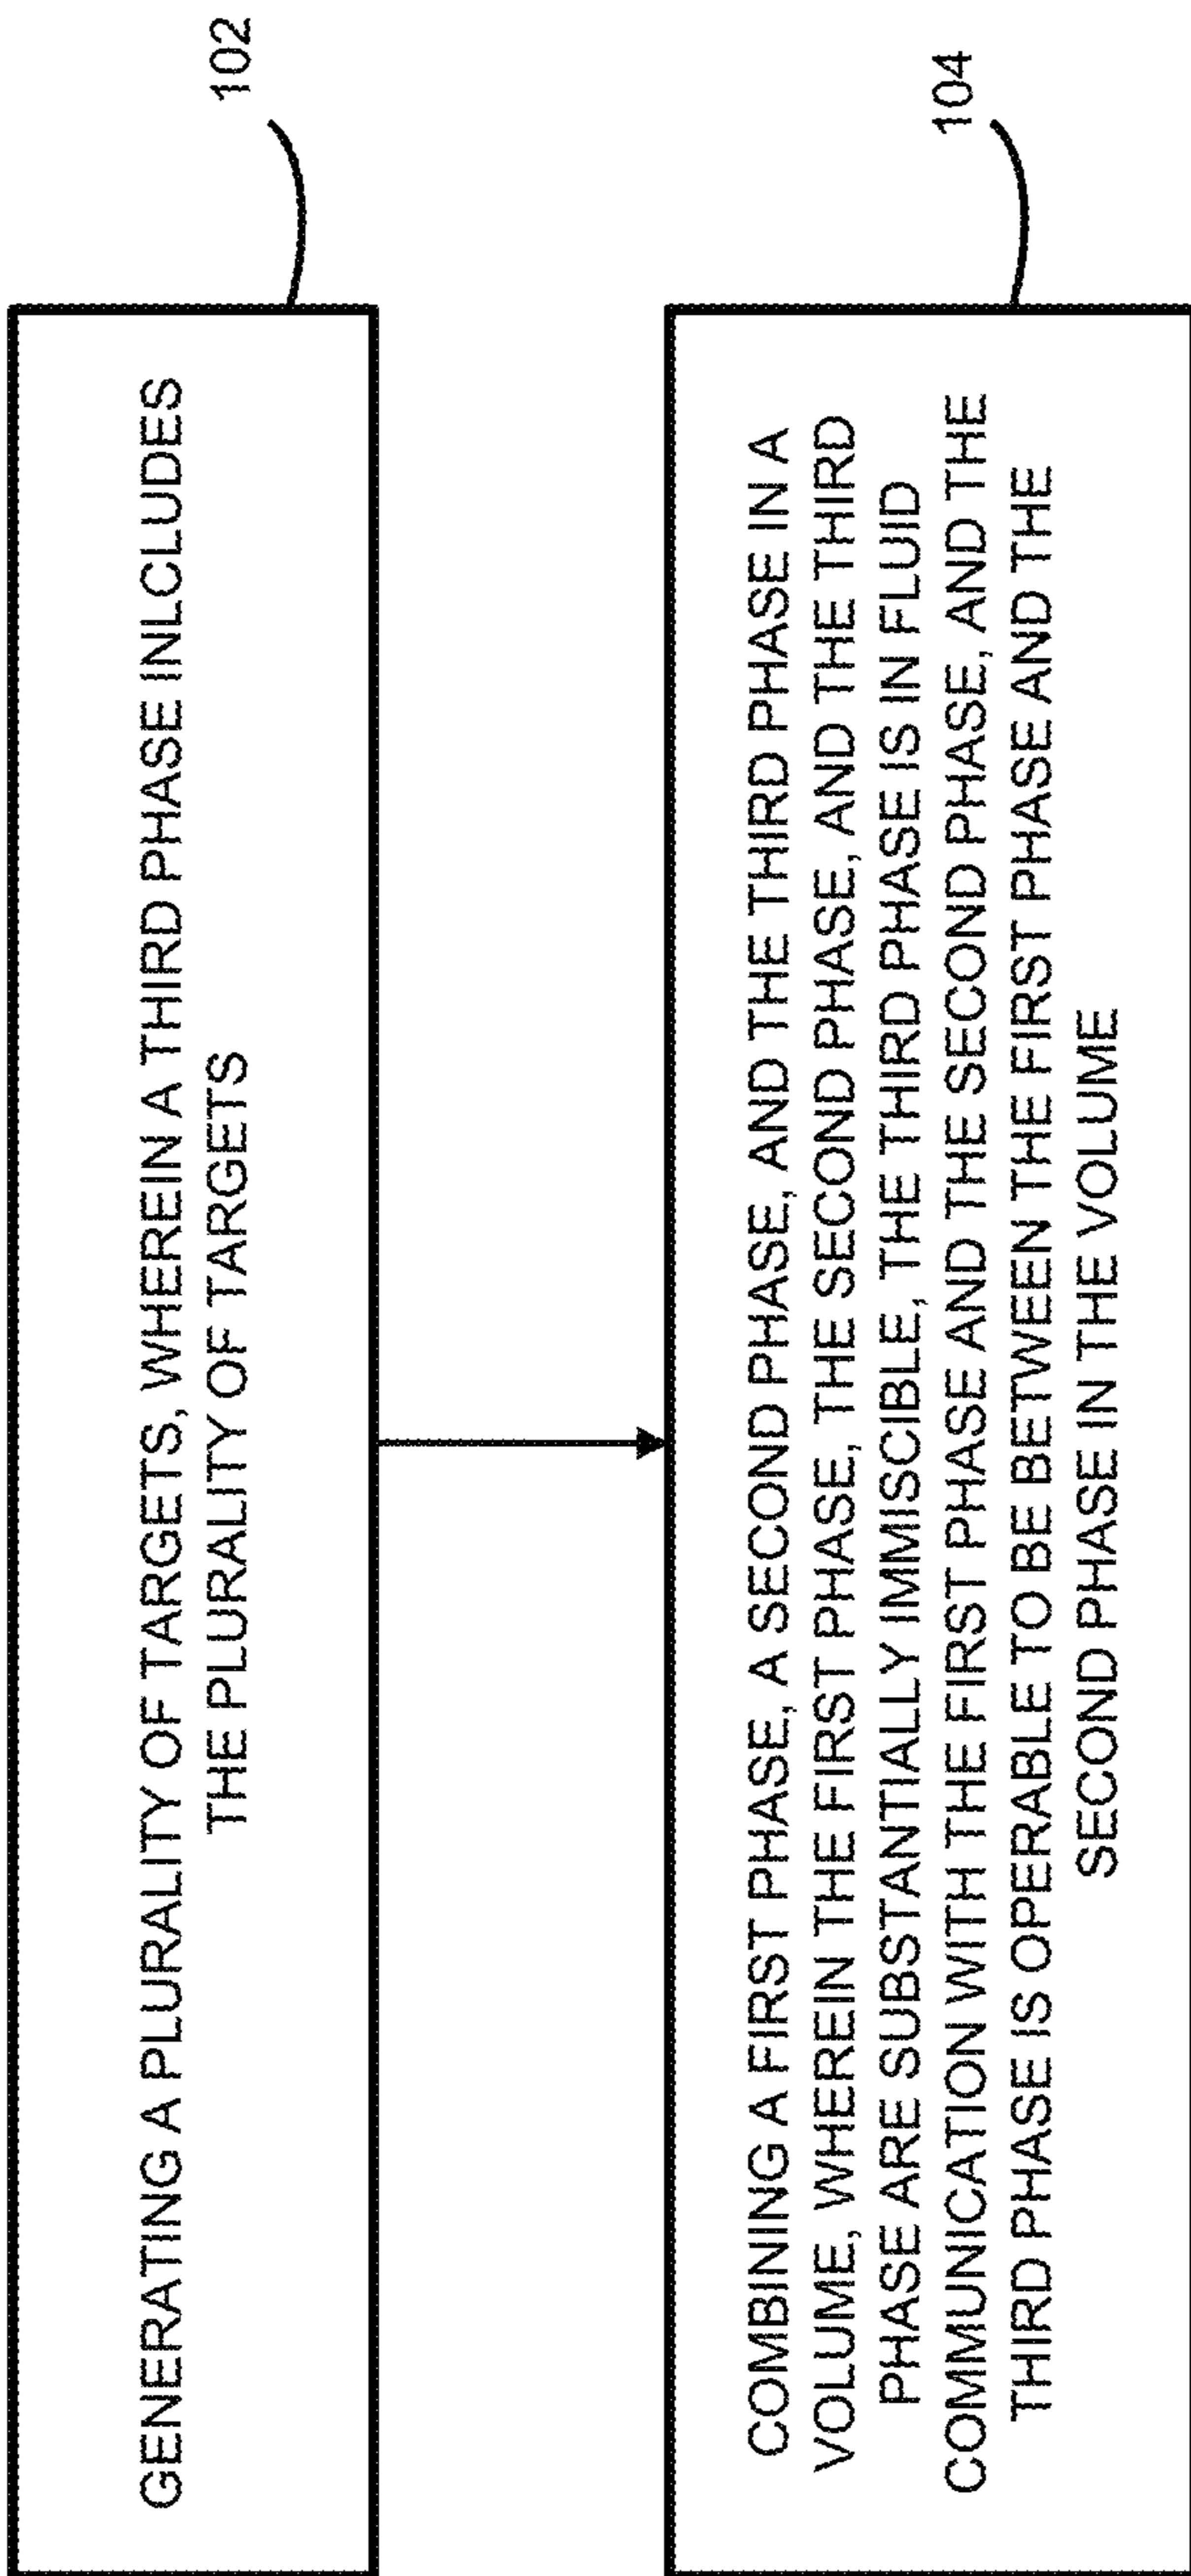 GENERATING A PLURALITY OF TARGETS, WHEREIN A THIRD PHASE INLCLUDES
THE PLURALITY OF TARGETS
102
COMBINING A FIRST PHASE, A SECOND PHASE, AND THE THIRD PHASE IN A
VOLUME, WHEREIN THE FIRST PHASE, THE SECOND PHASE, AND THE THIRD
PHASE ARE SUBSTANTIALLY IMMISCIBLE, THE THIRD PHASE IS IN FLUID
COMMUNICATION WITH THE FIRST PHASE AND THE SECOND PHASE, AND THE
THIRD PHASE IS OPERABLE TO BE BETWEEN THE FIRST PHASE AND THE
SECOND PHASE IN THE VOLUME
104